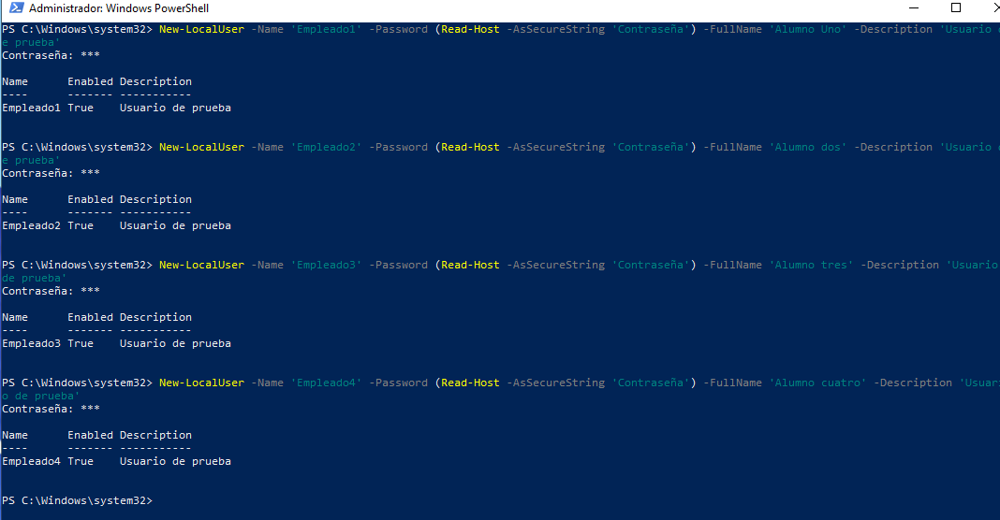 Administrador: Windows PowerShell
PS C:\Windows\system32> New-LocalUser -Name 'Empleado1' -Password (Read-Host -AsSecureString 'Contraseña') -FullName 'Alumno Uno' -Description 'Usuario d
e prueba'
Contraseña: ***
Name      Enabled Description
----      ------- -----------
Empleado1 True    Usuario de prueba
PS C:\Windows\system32> New-LocalUser -Name 'Empleado2' -Password (Read-Host -AsSecureString 'Contraseña') -FullName 'Alumno dos' -Description 'Usuario d
e prueba'
Contraseña: ***
Name      Enabled Description
----      ------- -----------
Empleado2 True    Usuario de prueba
PS C:\Windows\system32> New-LocalUser -Name 'Empleado3' -Password (Read-Host -AsSecureString 'Contraseña') -FullName 'Alumno tres' -Description 'Usuario
de prueba'
Contraseña: ***
Name      Enabled Description
----      ------- -----------
Empleado3 True    Usuario de prueba
PS C:\Windows\system32> New-LocalUser -Name 'Empleado4' -Password (Read-Host -AsSecureString 'Contraseña') -FullName 'Alumno cuatro' -Description 'Usuari
o de prueba'
Contraseña: ***
Name      Enabled Description
----      ------- -----------
Empleado4 True    Usuario de prueba
PS C:\Windows\system32>